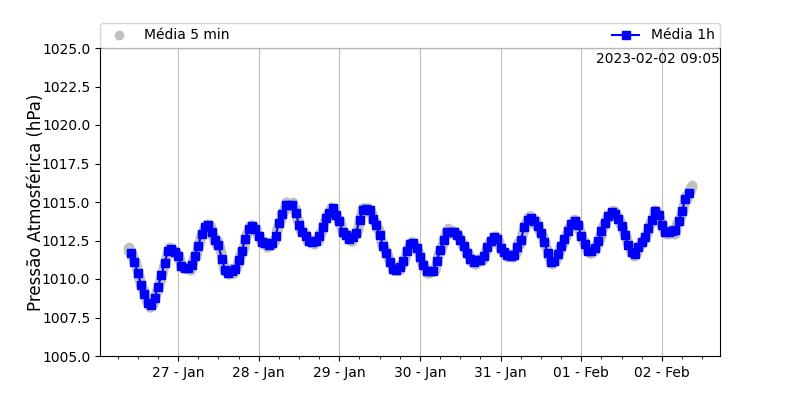 Média 5 min
Média 1h
2023-02-02 09:05
Pressão Atmosférica (hPa)
1025.0
1022.5
1020.0
1017.5
1015.0
1012.5
1010.0
1007.5
1005.0
27 - Jan
28 - Jan
29 - Jan
30 - Jan
31 - Jan
01 - Feb
02 - Feb